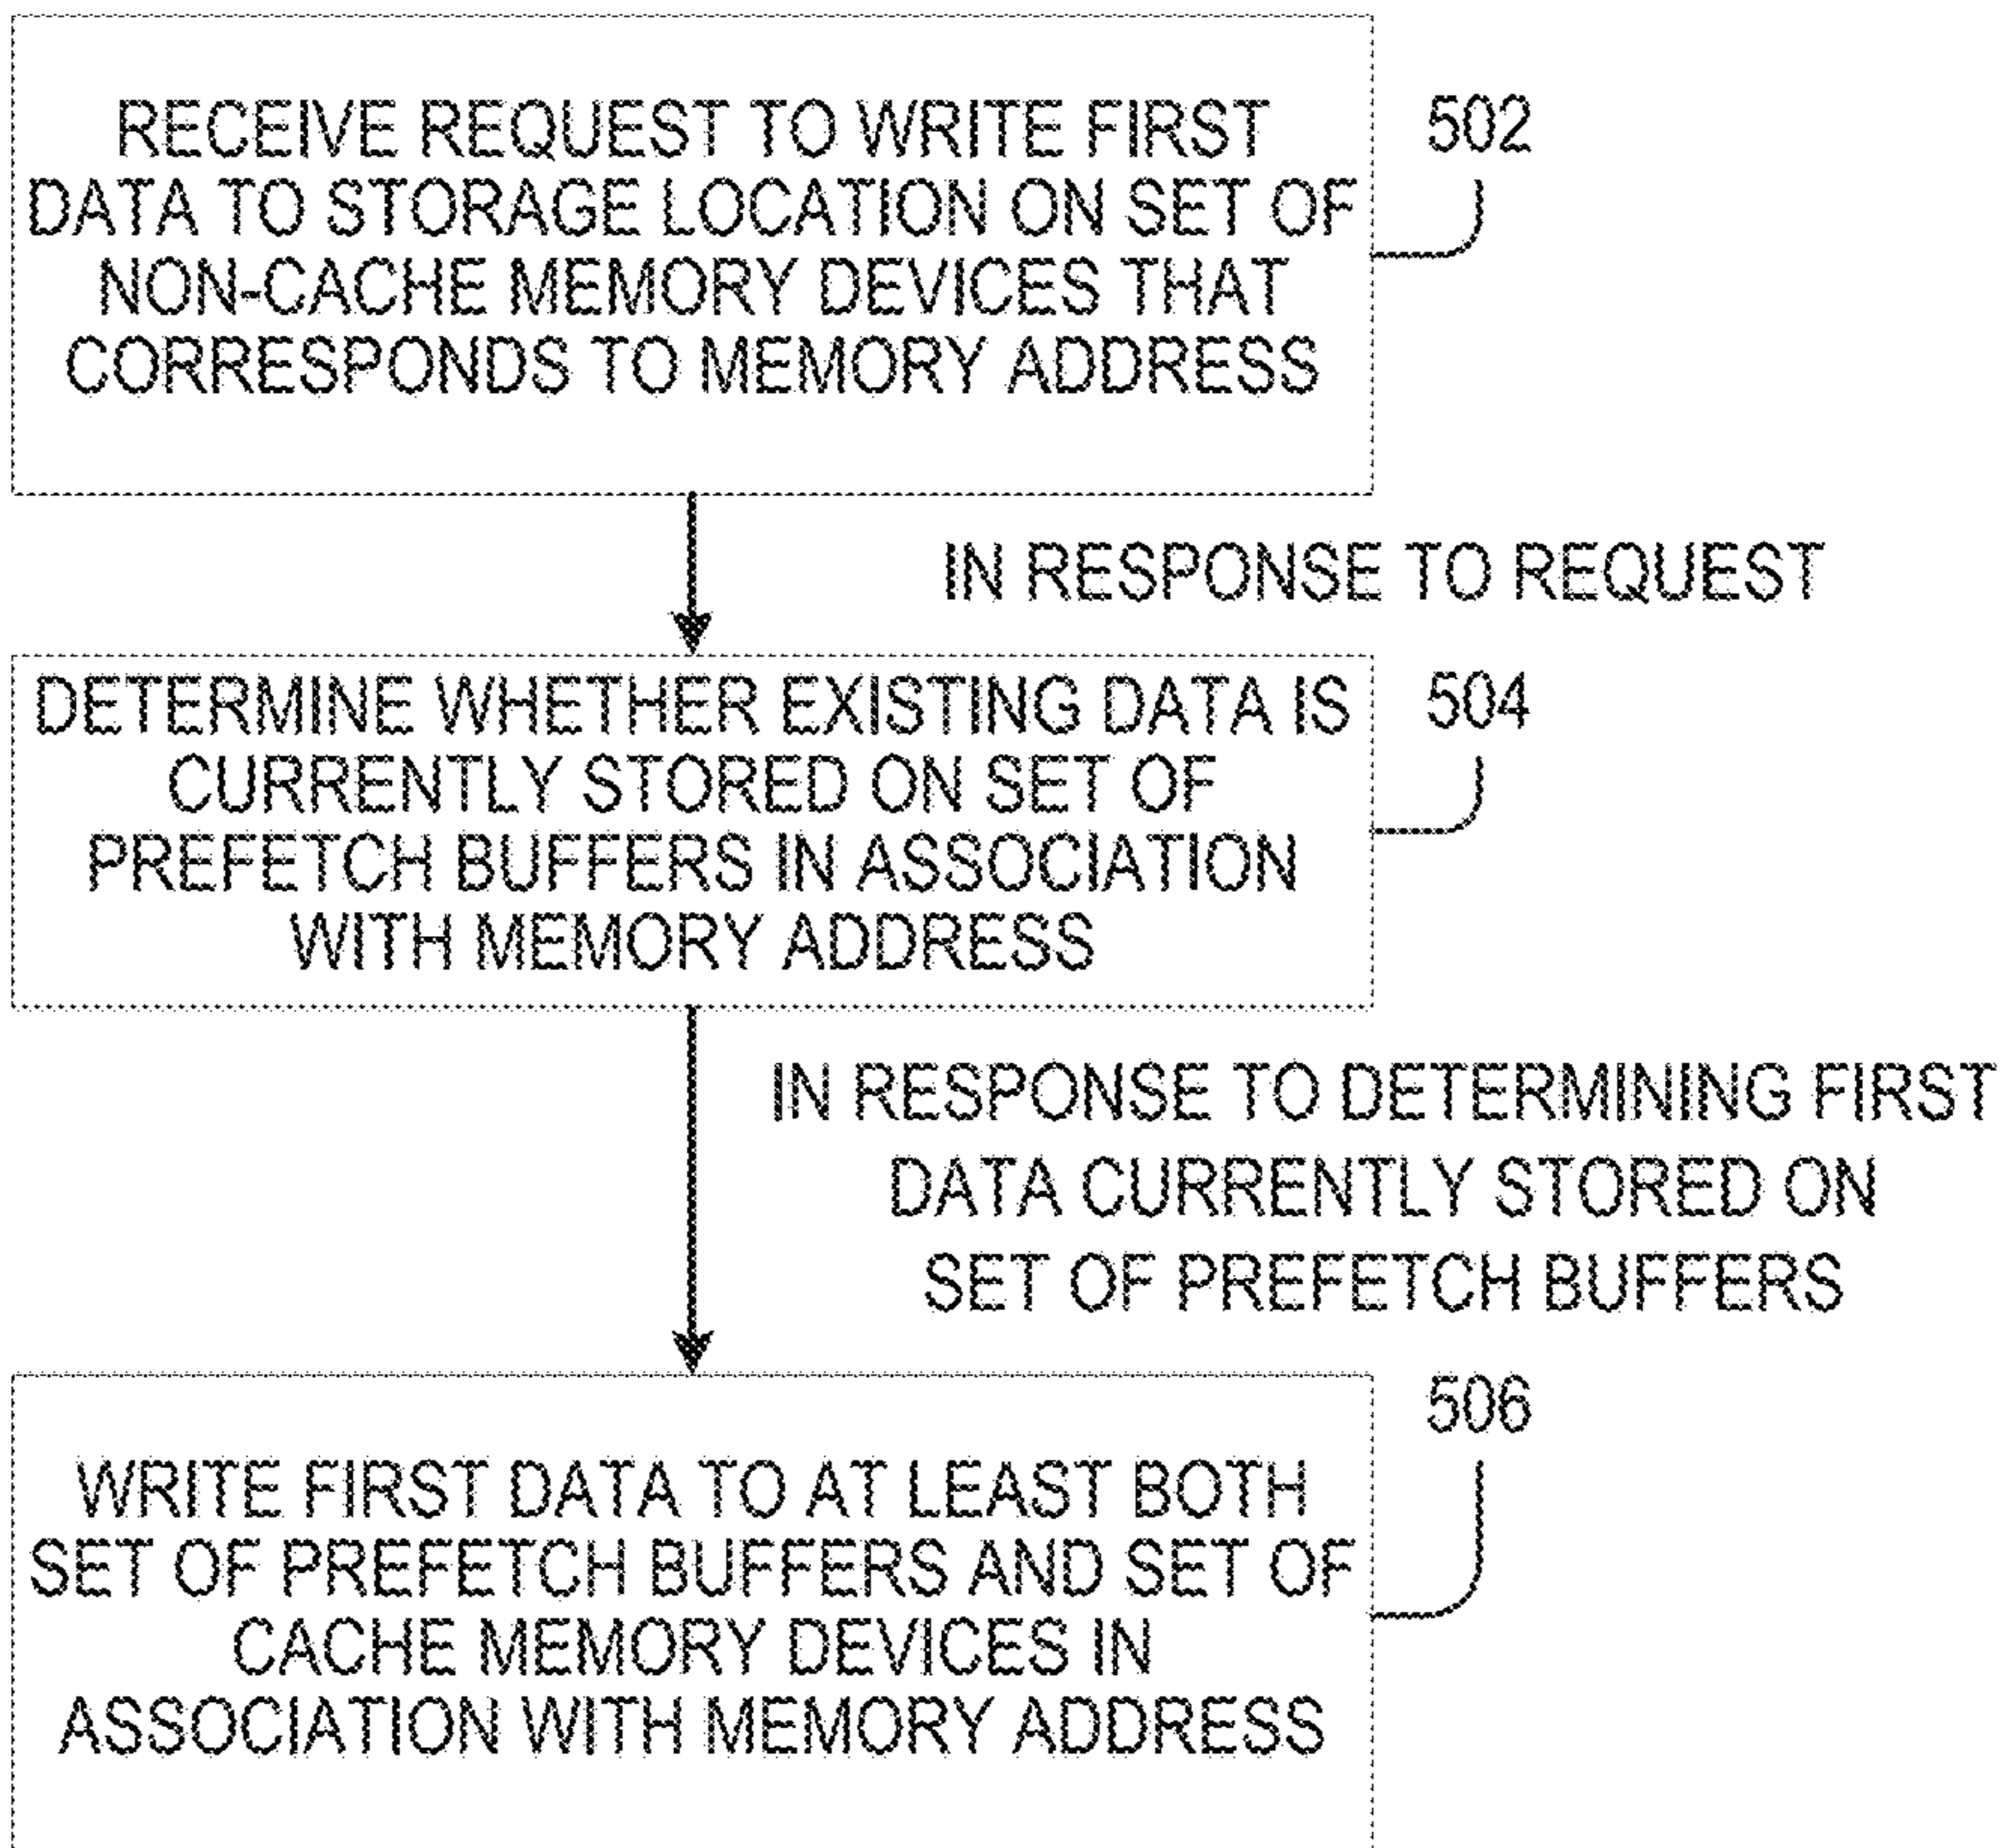 RECEIVE REQUEST TO WRITE FIRST
DATA TO STORAGE LOCATION ON SET OF
NON-CACHE MEMORY DEVICES THAT
CORRESPONDS TO MEMORY ADDRESS
502
IN RESPONSE TO REQUEST
DETERMINE WHETHER EXISTING DATA IS
CURRENTLY STORED ON SET OF
PREFETCH BUFFERS IN ASSOCIATION
WITH MEMORY ADDRESS
504
IN RESPONSE TO DETERMINING FIRST
DATA CURRENTLY STORED ON
SET OF PREFETCH BUFFERS
506
WRITE FIRST DATA TO AT LEAST BOTH
SET OF PREFETCH BUFFERS AND SET OF
CACHE MEMORY DEVICES IN
ASSOCIATION WITH MEMORY ADDRESS